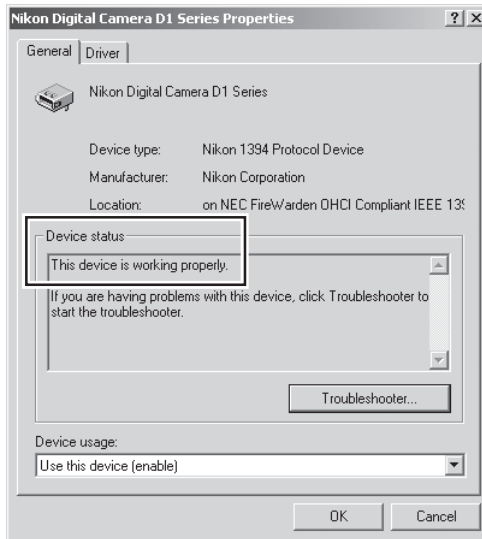 Nikon Digital Camera D1 Series Properties
General Driver
Nikon Digital Camera D1 Series
Device type: Nikon 1394 Protocol Device
Manufacturer: Nikon Corporation
Location: on NEC FireWarden OHCI Compliant IEEE 139
Device status
This device is working properly.
If you are having problems with this device, click Troubleshooter to
start the troubleshooter.
Troubleshooter...
Device usage:
Use this device (enable)
OK Cancel